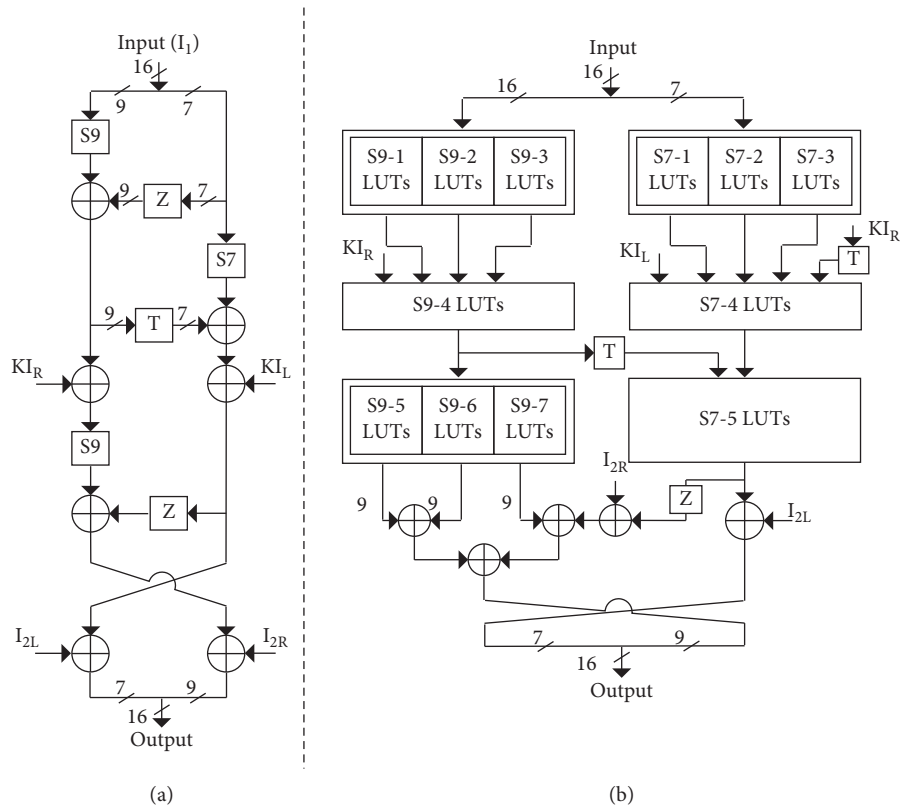 Input (I1)
16
9
7
S9
9
Z
7
S7
9
T
7
KIR
KIL
S9
Z
I2L
I2R
7
9
16
Output
(a)
Input
16
16
7
S9-1 LUTs
S9-2 LUTs
S9-3 LUTs
S7-1 LUTs
S7-2 LUTs
S7-3 LUTs
KIR
KIL
KIR
T
S9-4 LUTs
S7-4 LUTs
T
S9-5 LUTs
S9-6 LUTs
S9-7 LUTs
S7-5 LUTs
I2R
9
9
9
Z
I2L
7
9
16
Output
(b)